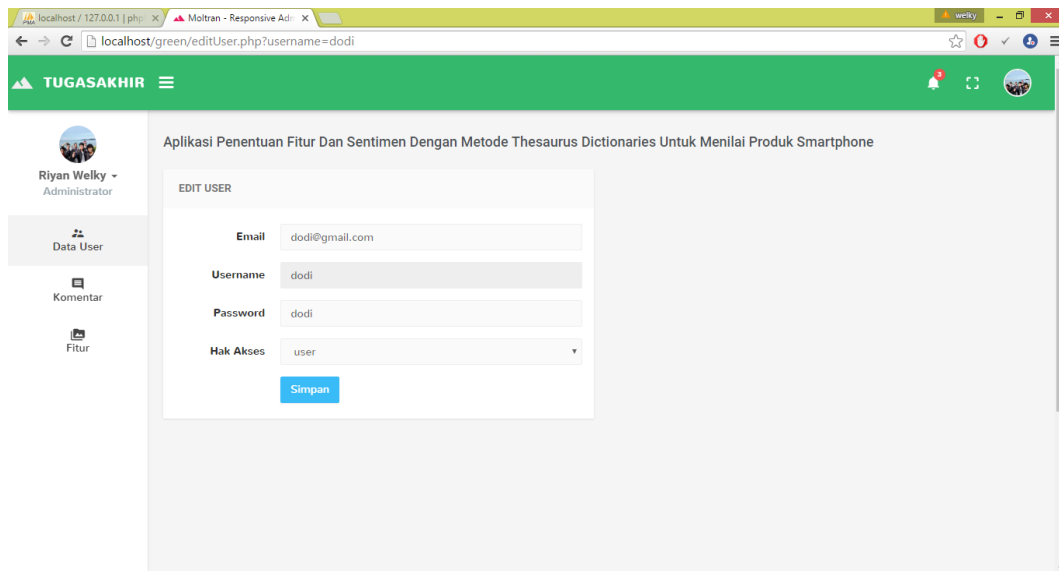 localhost / 127.0.0.1 | php
Moltran - Responsive Adm
welky
localhost/green/editUser.php?username=dodi
TUGASAKHIR
3
Riyan Welky
Administrator
Data User
Komentar
Fitur
Aplikasi Penentuan Fitur Dan Sentimen Dengan Metode Thesaurus Dictionaries Untuk Menilai Produk Smartphone
EDIT USER
Email dodi@gmail.com
Username dodi
Password dodi
Hak Akses user
Simpan